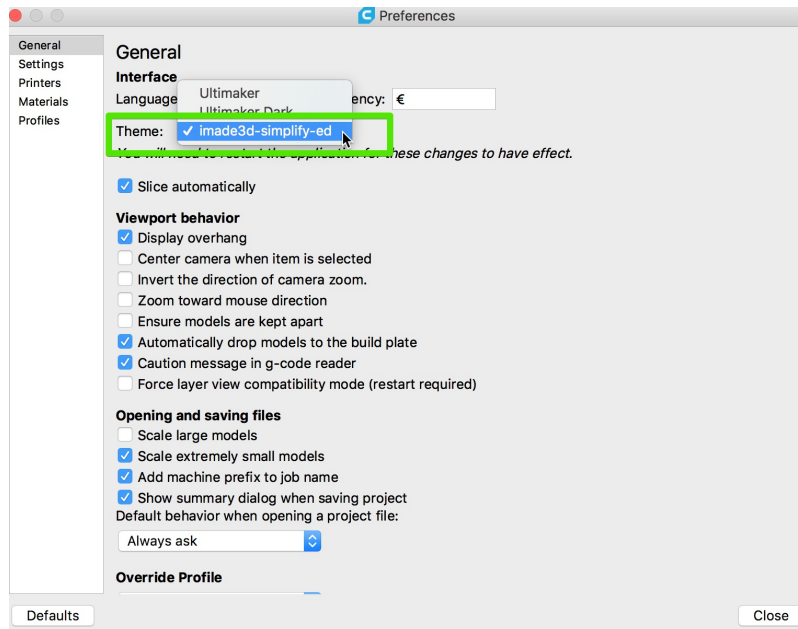 Preferences
General
Settings
Printers
Materials
Profiles
General
Interface
Language
ency: €
Ultimaker
Ultimaker Dark
Theme: ✓ imade3d-simplify-ed
You will need to restart the application for these changes to have effect.
Slice automatically
Viewport behavior
Display overhang
Center camera when item is selected
Invert the direction of camera zoom.
Zoom toward mouse direction
Ensure models are kept apart
Automatically drop models to the build plate
Caution message in g-code reader
Force layer view compatibility mode (restart required)
Opening and saving files
Scale large models
Scale extremely small models
Add machine prefix to job name
Show summary dialog when saving project
Default behavior when opening a project file:
Always ask
Override Profile
Defaults
Close